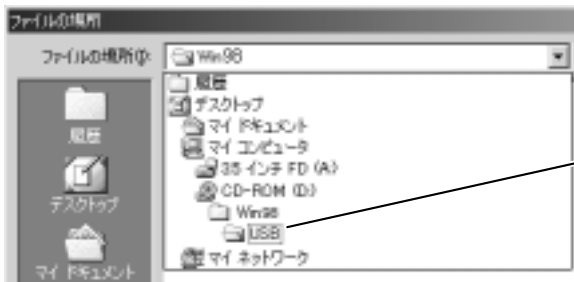 ファイルの場所
ファイルの場所(I):
Win98
履歴
デスクトップ
マイ ドキュメント
マイ コンピュータ
3.5 インチ FD (A:)
CD-ROM (D:)
Win98
USB
マイ ネットワーク
履歴
デスクトップ
マイ ドキュメント